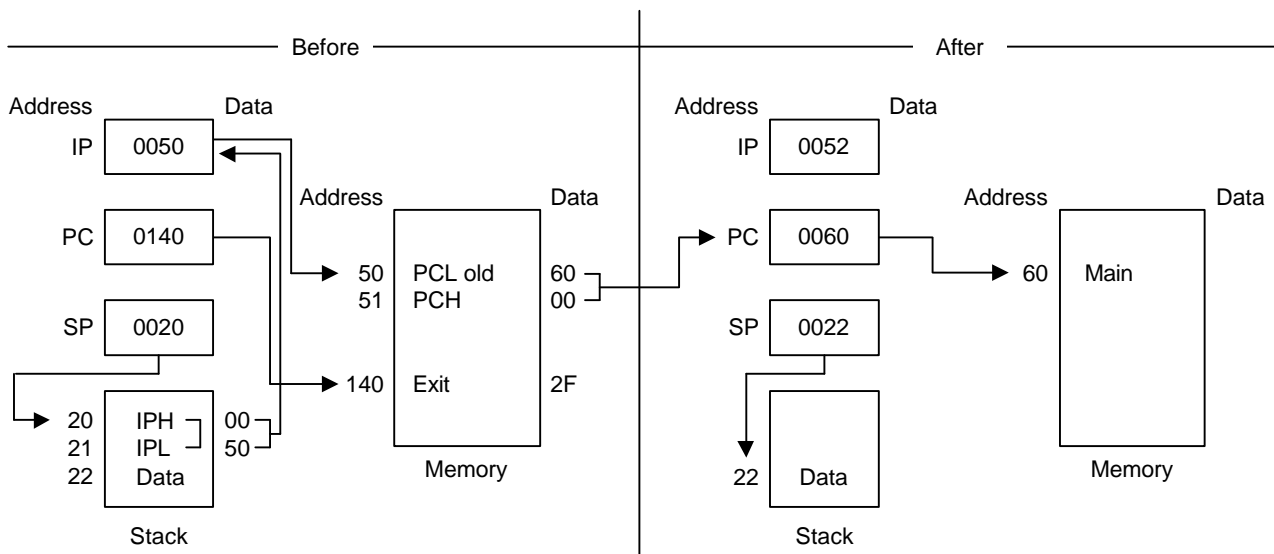 Before
After
Address Data
IP 0050
Address Data
PC 0140
50 PCL old 60
51 PCH 00
SP 0020
140 Exit 2F
20 IPH 00
21 IPL 50
22 Data
Memory
Stack
Address Data
IP 0052
Address Data
PC 0060
60 Main
SP 0022
22 Data
Memory
Stack